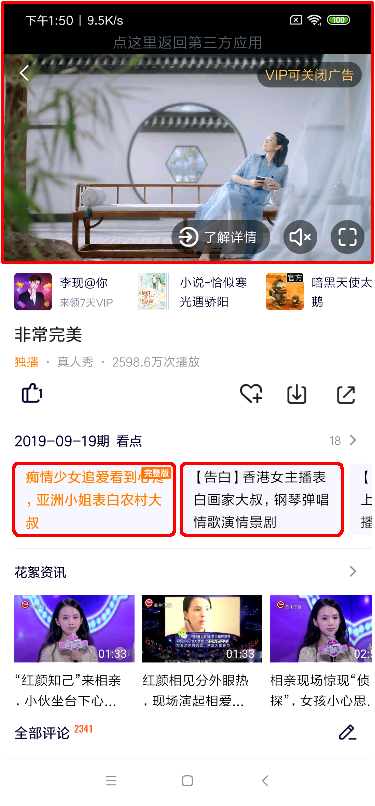 下午1:50 | 9.5K/s
100
点这里返回第三方应用
VIP可关闭广告
了解详情
李现@你
来领7天VIP
小说-恰似寒
光遇骄阳
官方
暗黑天使太
鹅
非常完美
独播 · 真人秀 · 2598.6万次播放
1
2019-09-19期 看点
18
完整版
痴情少女追爱看到心疼
，亚洲小姐表白农村大
叔
【告白】香港女主播表
白画家大叔，钢琴弹唱
情歌演情景剧
【
上
播
花絮资讯
01:33
01:33
02:
“红颜知己”来相亲
，小伙坐台下心...
红颜相见分外眼热
，现场演起相爱...
相亲现场惊现“侦
探”，女孩小心思...
全部评论 2341